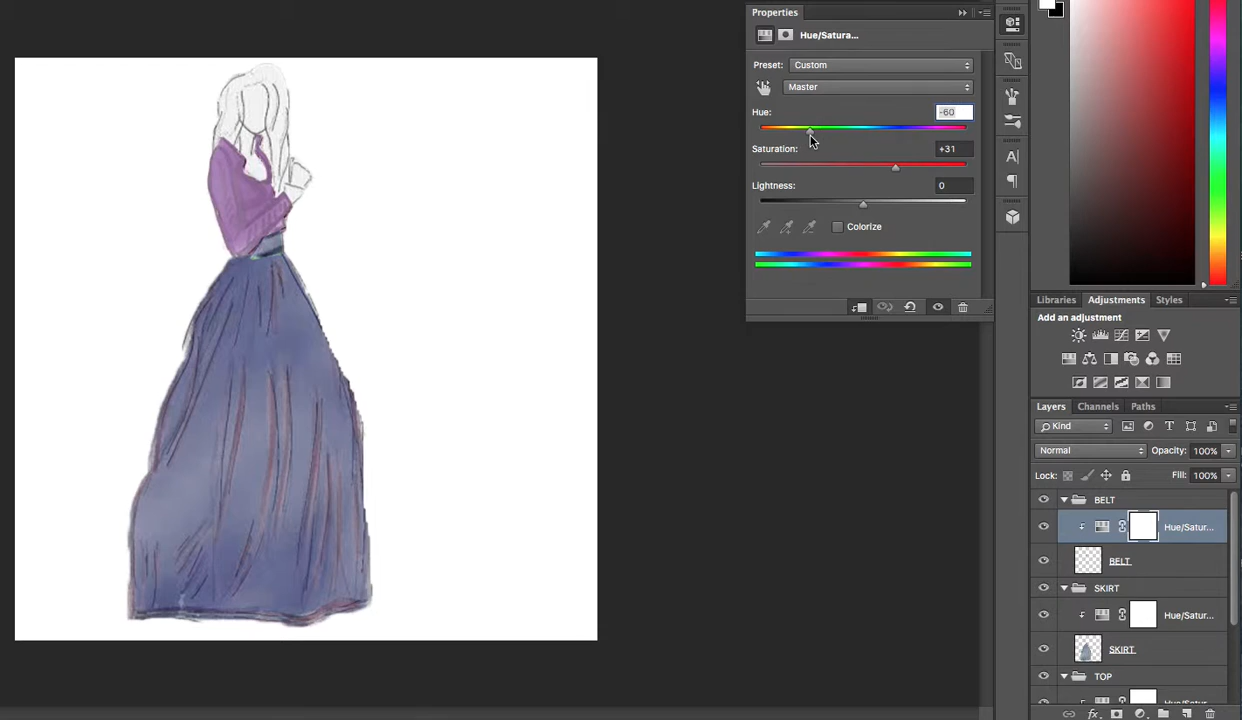 Properties
Hue/Satura...
Preset: Custom
Master
Hue: -60
Saturation: +31
Lightness: 0
Colorize
Libraries Adjustments Styles
Add an adjustment
Layers Channels Paths
Kind
Normal Opacity: 100%
Lock: Fill: 100%
BELT
Hue/Satur...
BELT
SKIRT
Hue/Satur...
SKIRT
TOP
Hue/Satur...